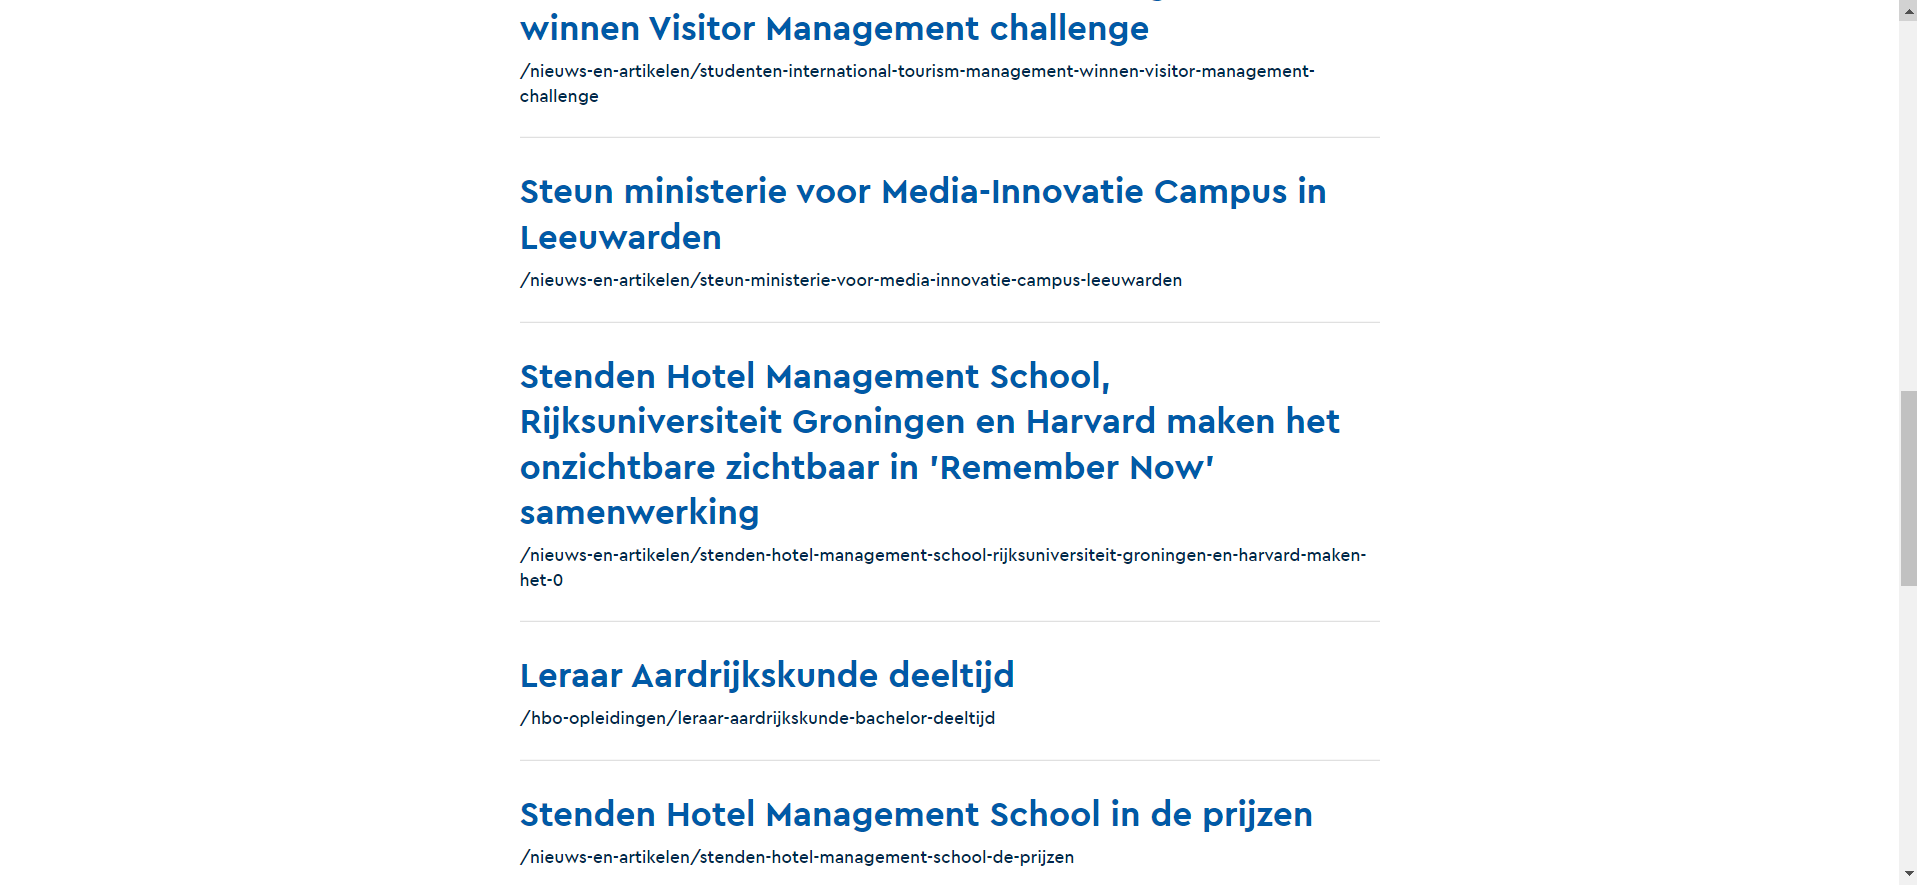 winnen Visitor Management challenge
/nieuws-en-artikelen/studenten-international-tourism-management-winnen-visitor-management-
challenge
Steun ministerie voor Media-Innovatie Campus in
Leeuwarden
/nieuws-en-artikelen/steun-ministerie-voor-media-innovatie-campus-leeuwarden
Stenden Hotel Management School,
Rijksuniversiteit Groningen en Harvard maken het
onzichtbare zichtbaar in 'Remember Now'
samenwerking
/nieuws-en-artikelen/stenden-hotel-management-school-rijksuniversiteit-groningen-en-harvard-maken-
het-0
Leraar Aardrijkskunde deeltijd
/hbo-opleidingen/leraar-aardrijkskunde-bachelor-deeltijd
Stenden Hotel Management School in de prijzen
/nieuws-en-artikelen/stenden-hotel-management-school-de-prijzen